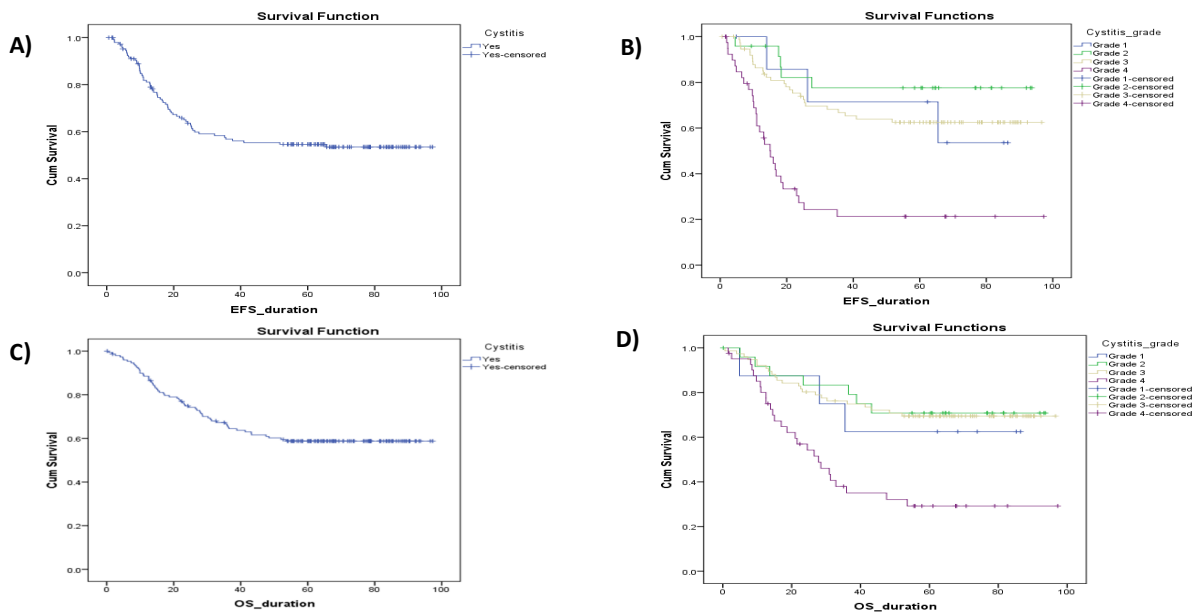 A)
Survival Function
Cum Survival
1.0
0.8
0.6
0.4
0.2
0.0
0 20 40 60 80 100
EFS_duration
Cystitis
Yes
Yes-censored
B)
Survival Functions
Cum Survival
1.0
0.8
0.6
0.4
0.2
0.0
0 20 40 60 80 100
EFS_duration
Cystitis_grade
Grade 1
Grade 2
Grade 3
Grade 4
Grade 1-censored
Grade 2-censored
Grade 3-censored
Grade 4-censored
C)
Survival Function
Cum Survival
1.0
0.8
0.6
0.4
0.2
0.0
0 20 40 60 80 100
OS_duration
Cystitis
Yes
Yes-censored
D)
Survival Functions
Cum Survival
1.0
0.8
0.6
0.4
0.2
0.0
0 20 40 60 80 100
OS_duration
Cystitis_grade
Grade 1
Grade 2
Grade 3
Grade 4
Grade 1-censored
Grade 2-censored
Grade 3-censored
Grade 4-censored